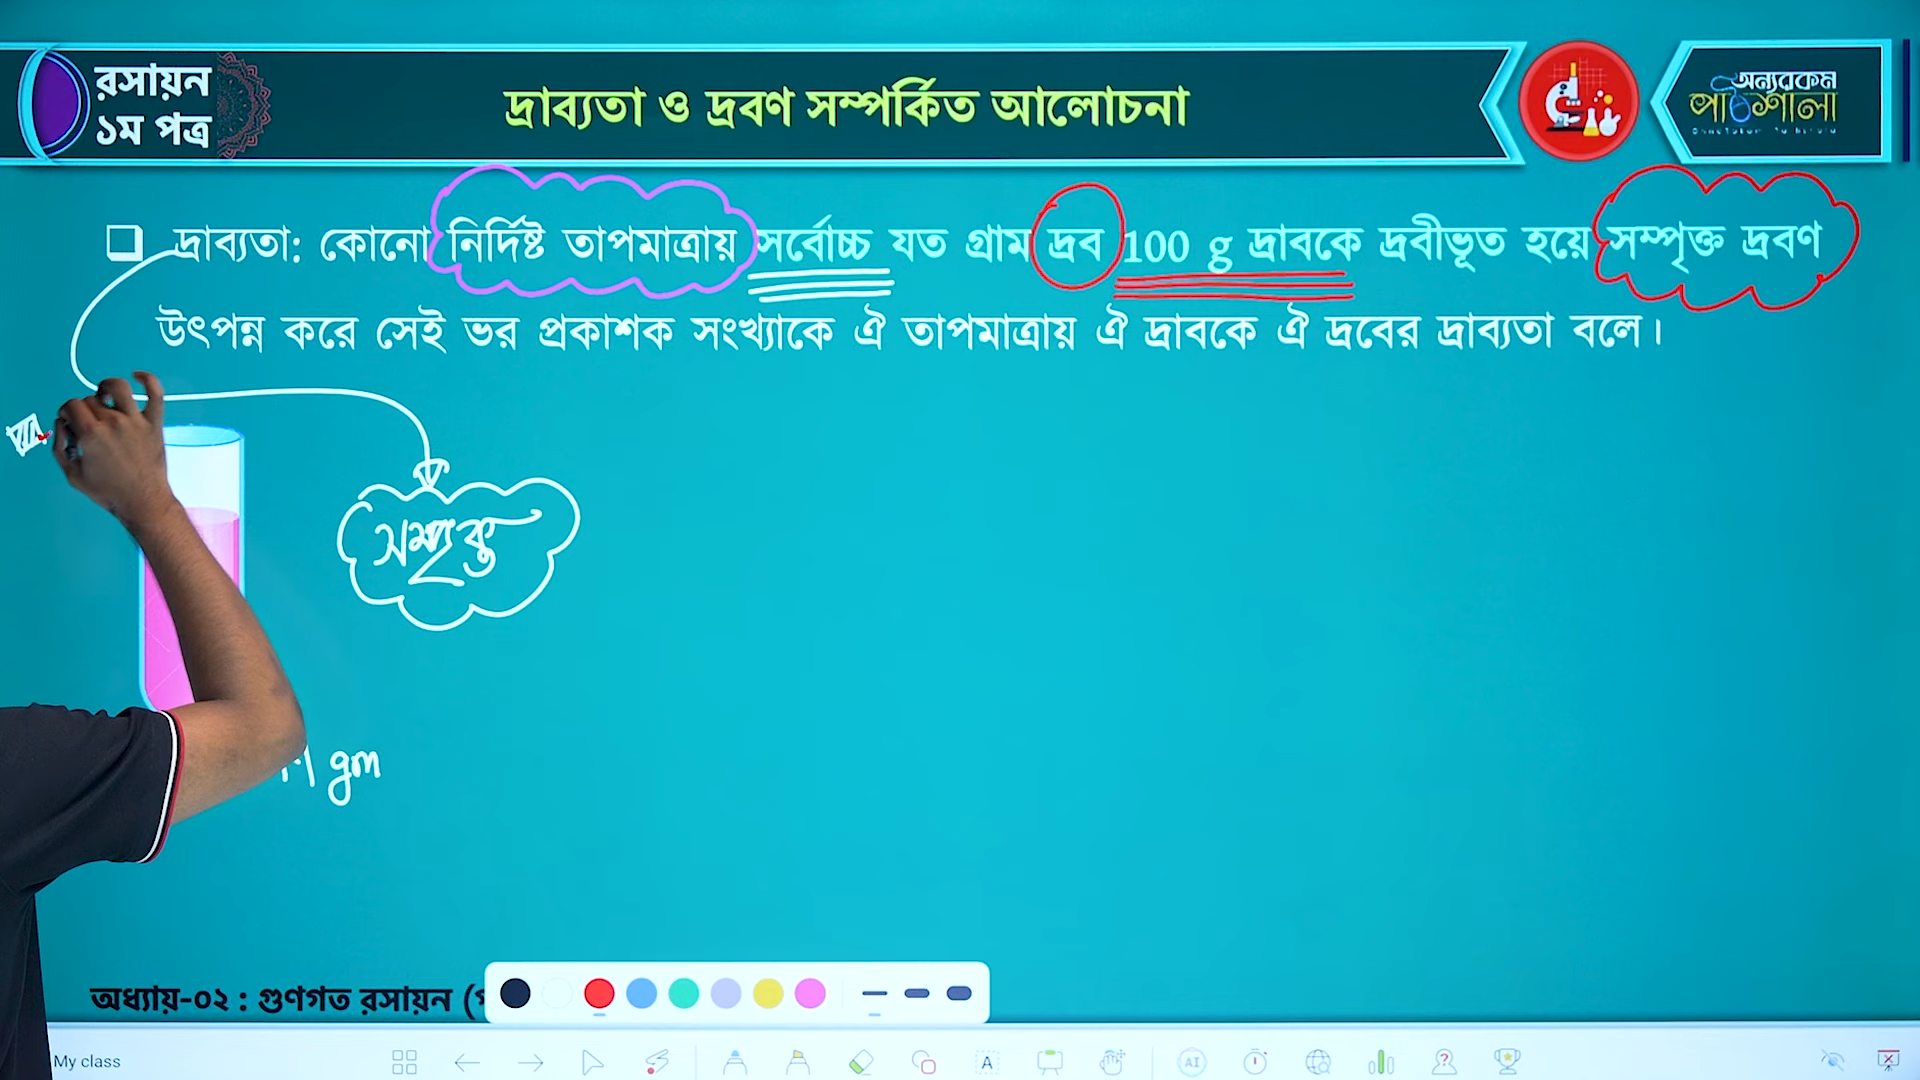 রসায়ন
১ম পত্র
দ্রাব্যতা ও দ্রবণ সম্পর্কিত আলোচনা
অন্যরকম
পাঠশালা
দ্রাব্যতা: কোনো নির্দিষ্ট তাপমাত্রায় সর্বোচ্চ যত গ্রাম দ্রব 100 g দ্রাবকে দ্রবীভূত হয়ে সম্পৃক্ত দ্রবণ
উৎপন্ন করে সেই ভর প্রকাশক সংখ্যাকে ঐ তাপমাত্রায় ঐ দ্রাবকে ঐ দ্রবের দ্রাব্যতা বলে।
সম্পৃক্ত
gm
অধ্যায়-০২ : গুণগত রসায়ন
My class
A
AI